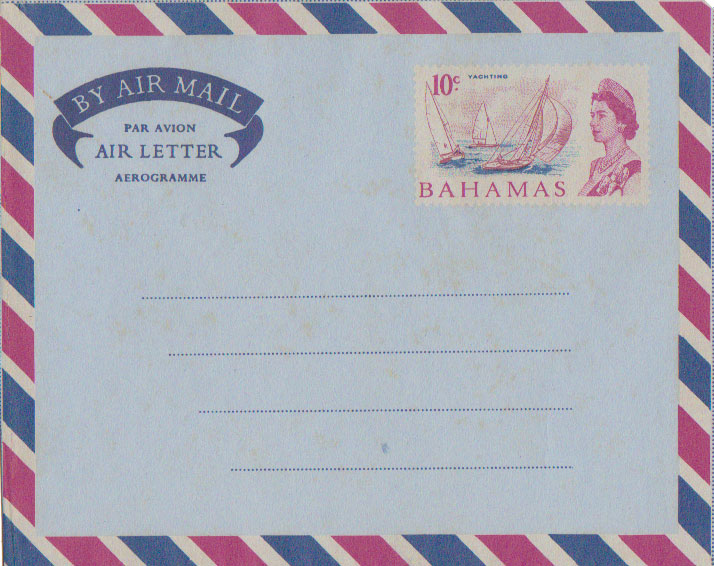 BY AIR MAIL
PAR AVION
AIR LETTER
AEROGRAMME
10c. YACHTING
BAHAMAS